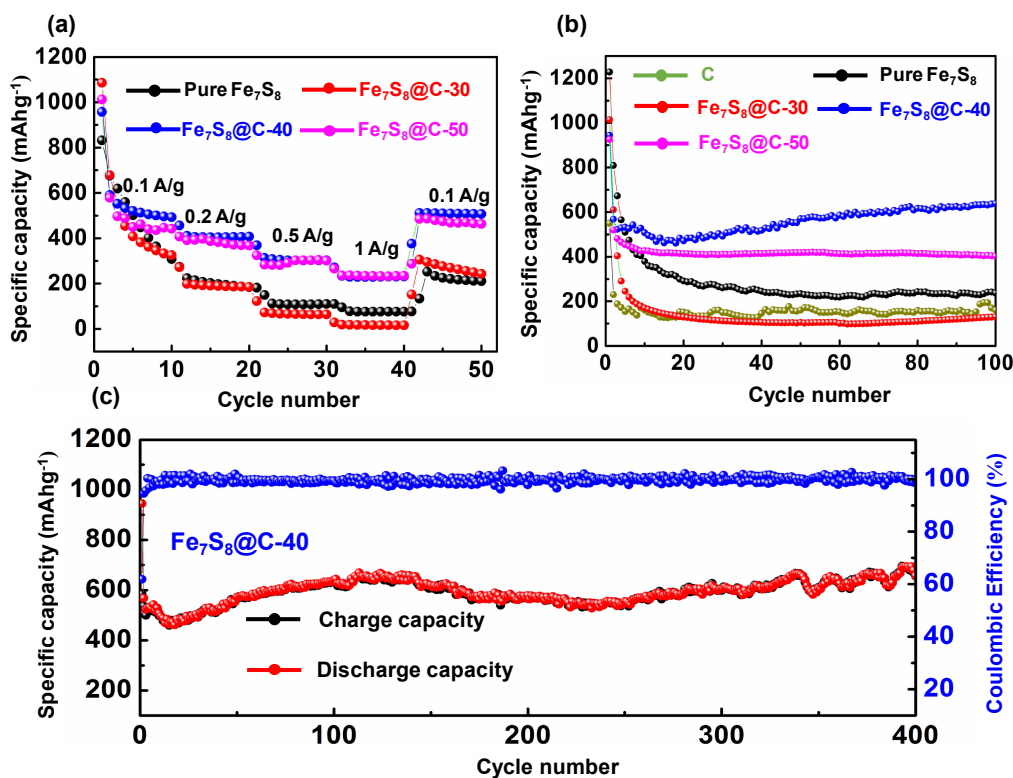 (a)
Specific capacity (mAhg⁻¹)
1200
1000
800
600
400
200
0
Pure Fe₇S₈
Fe₇S₈@C-30
Fe₇S₈@C-40
Fe₇S₈@C-50
0.1 A/g
0.2 A/g
0.5 A/g
1 A/g
0.1 A/g
0 10 20 30 40 50
Cycle number
(b)
Specific capacity (mAhg⁻¹)
1200
1000
800
600
400
200
0
C
Pure Fe₇S₈
Fe₇S₈@C-30
Fe₇S₈@C-40
Fe₇S₈@C-50
0 20 40 60 80 100
Cycle number
(c)
Specific capacity (mAhg⁻¹)
1200
1000
800
600
400
200
Fe₇S₈@C-40
Charge capacity
Discharge capacity
100
80
60
40
20
Coulombic Efficiency (%)
0 100 200 300 400
Cycle number